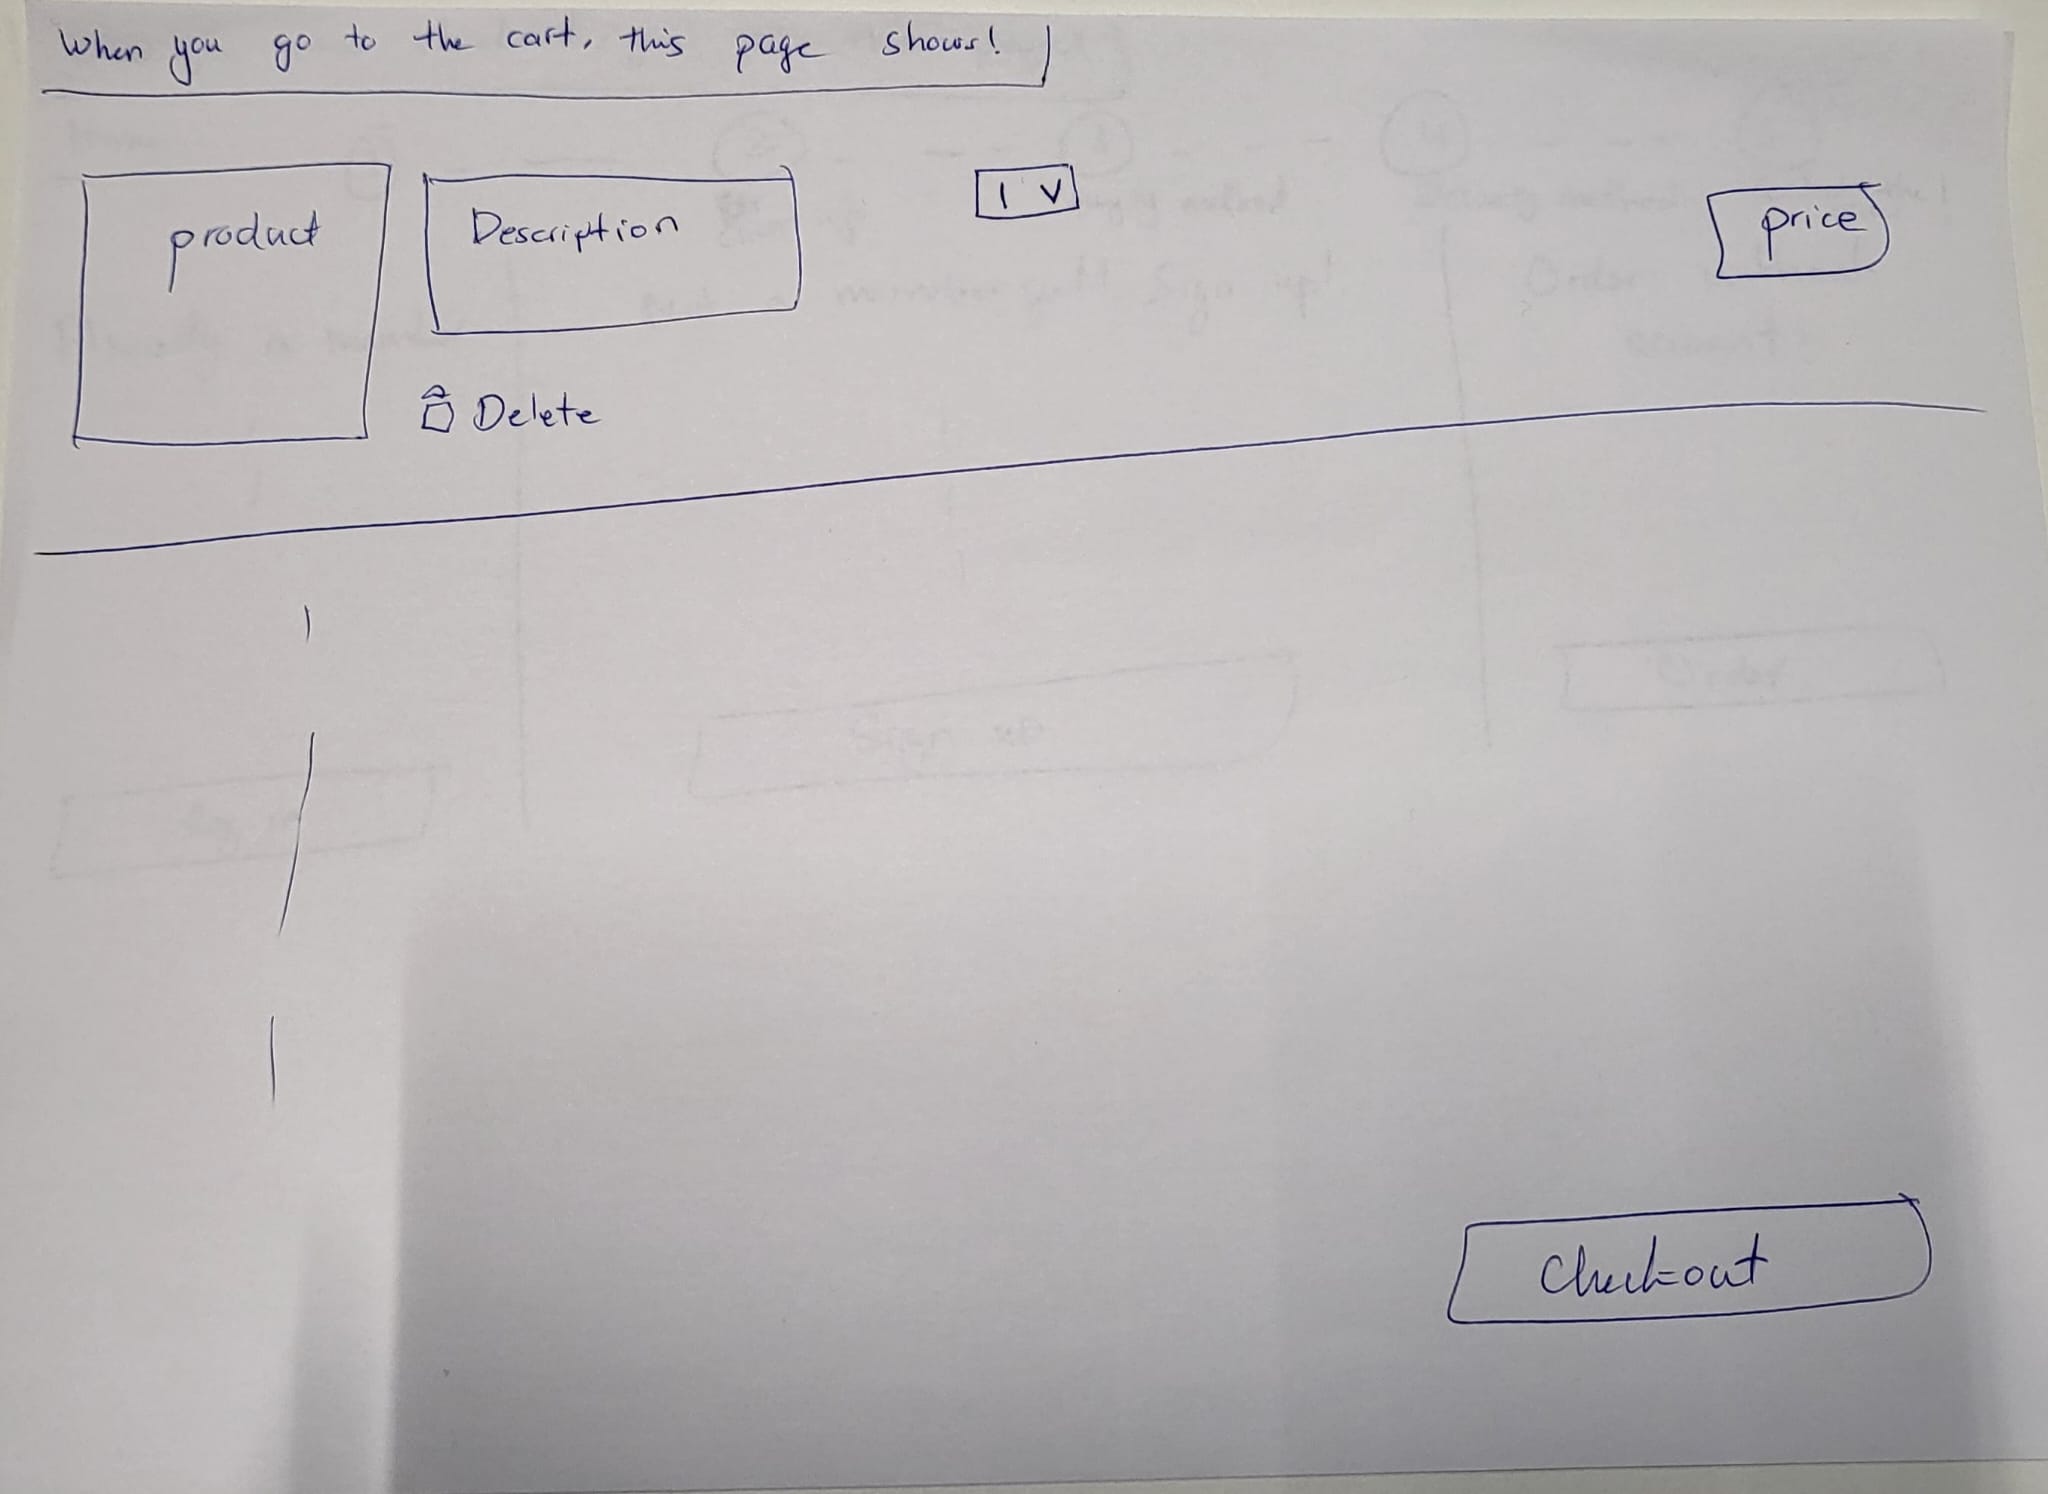 When you go to the cart, this page shows!
product
Description
1 V
price
Delete
Checkout